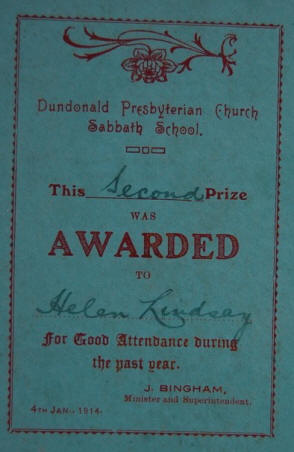 Dundonald Presbyterian Church
Sabbath School.
This Second Prize
WAS
AWARDED
TO
Helen Lindsay
For Good Attendance during
the past year.
J. BINGHAM,
Minister and Superintendent.
4TH JAN., 1914.